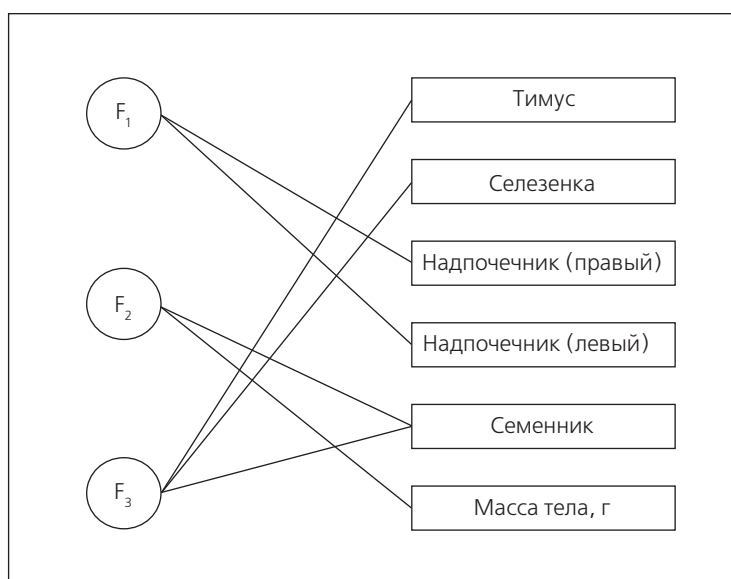 F1
Тимус
Селезенка
Надпочечник (правый)
F2
Надпочечник (левый)
Семенник
F3
Масса тела, г